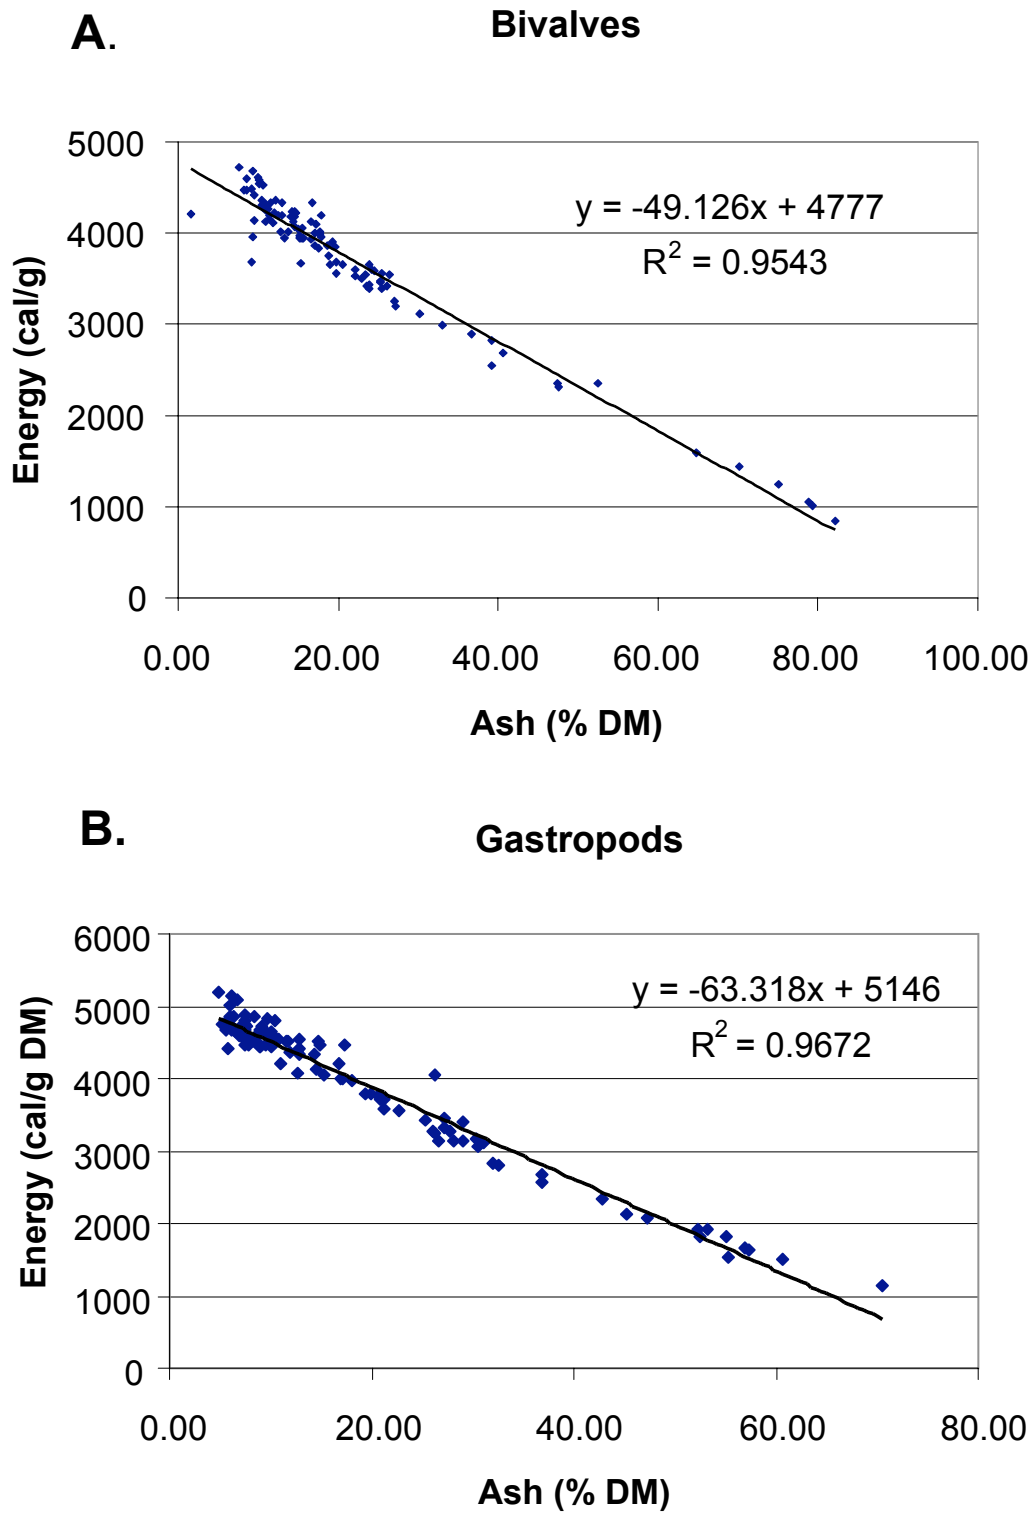 A.
Bivalves
5000
4000
3000
2000
1000
0
Energy (cal/g)
y = -49.126x + 4777
R² = 0.9543
0.00 20.00 40.00 60.00 80.00 100.00
Ash (% DM)
B.
Gastropods
6000
5000
4000
3000
2000
1000
0
Energy (cal/g DM)
y = -63.318x + 5146
R² = 0.9672
0.00 20.00 40.00 60.00 80.00
Ash (% DM)